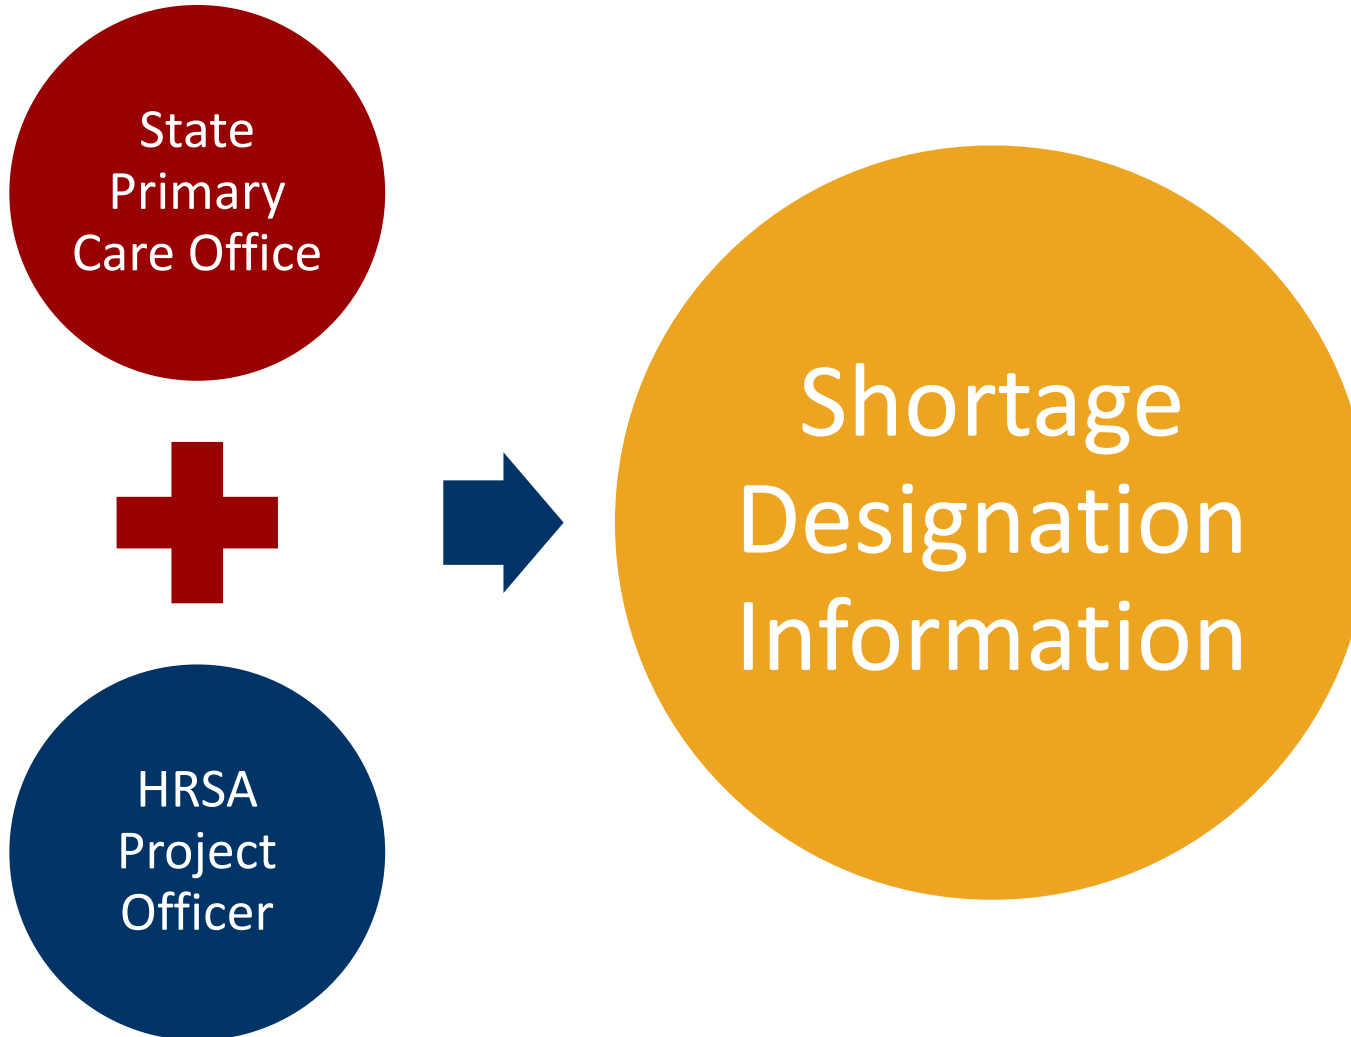 State
Primary
Care Office
HRSA
Project
Officer
Shortage
Designation
Information